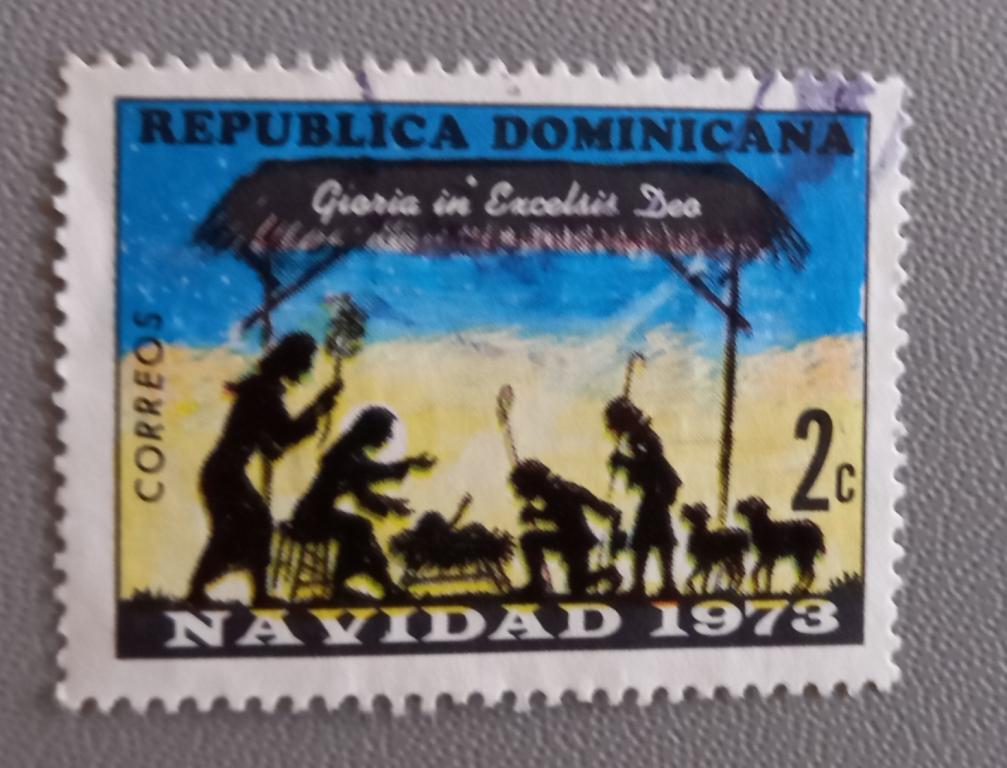 REPUBLICA DOMINICANA
Gloria in Excelsis Deo
CORREOS
2c
NAVIDAD 1973